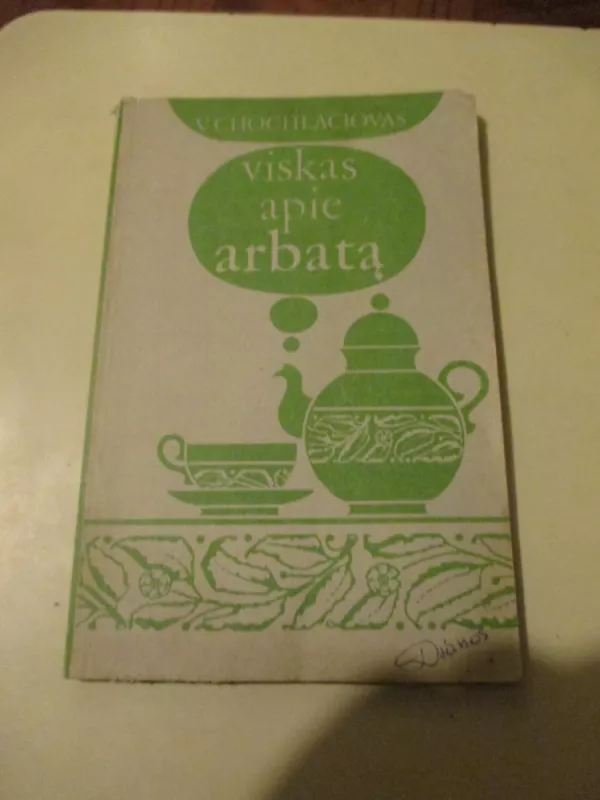 V. CHOCHLAČIOVAS
viskas
apie
arbatą
Dianos